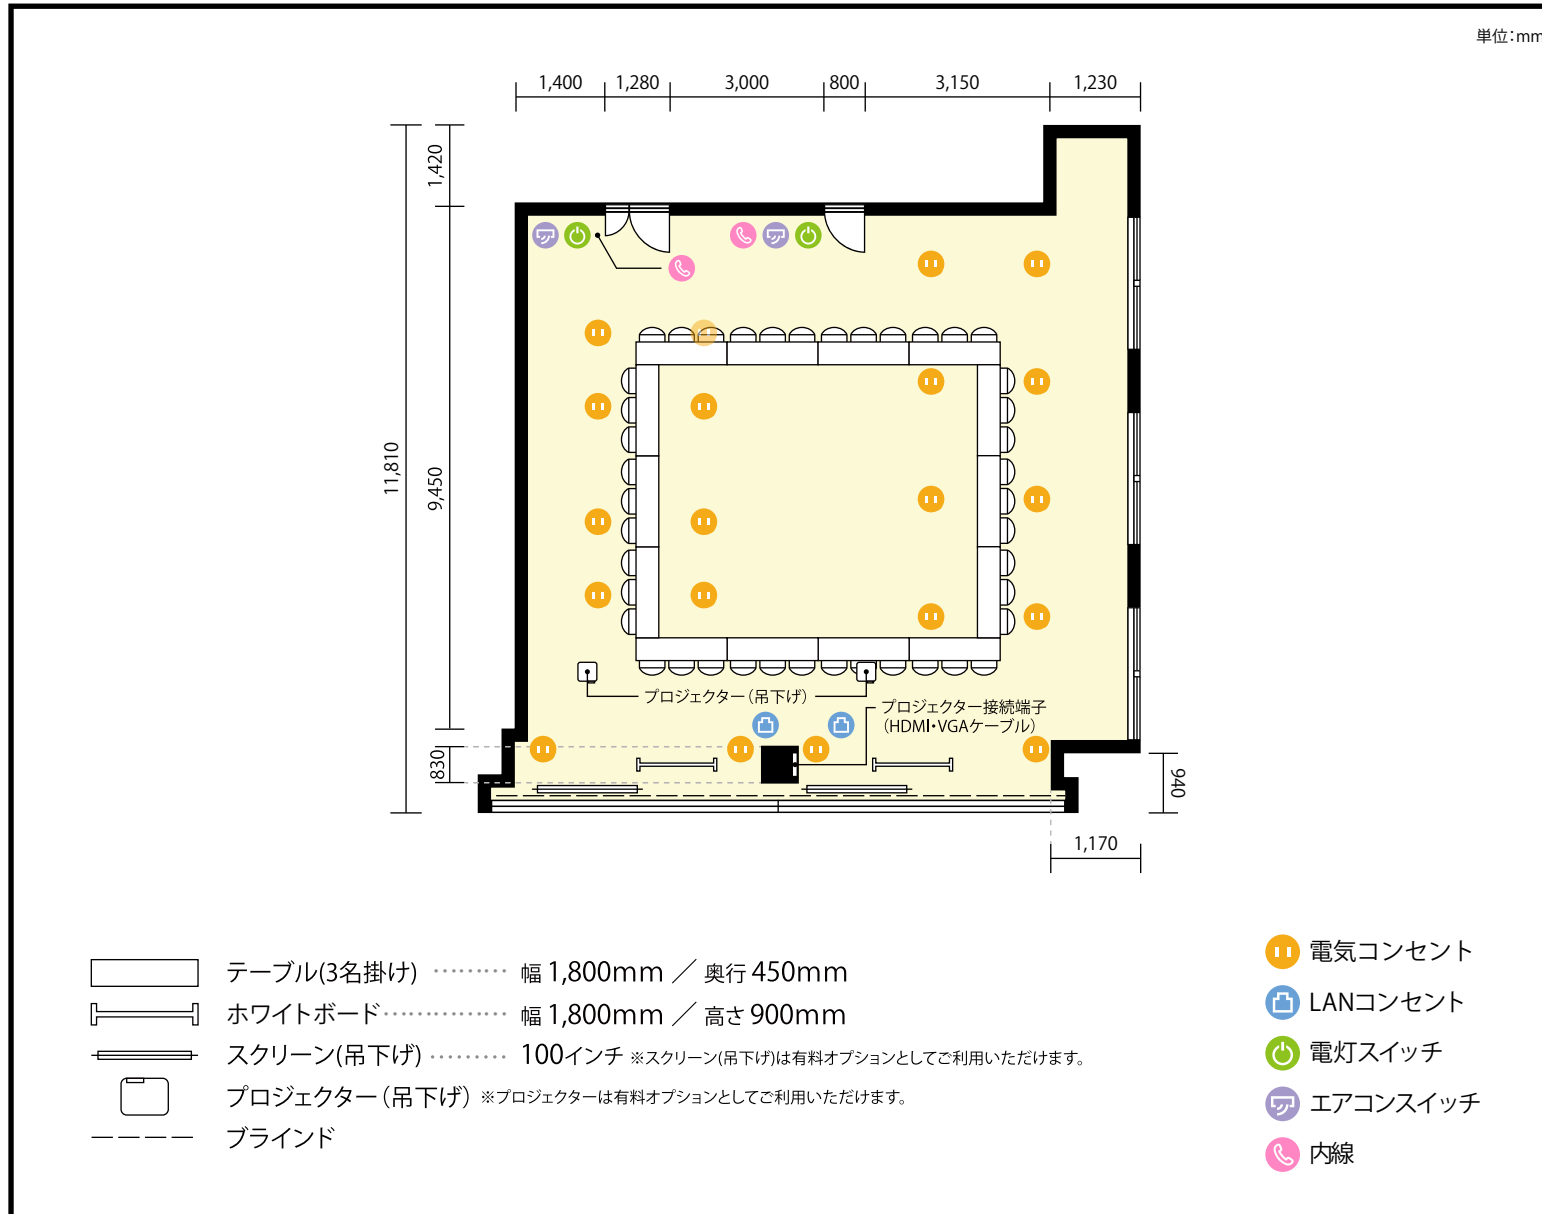 単位：mm
1,400
1,280
3,000
800
3,150
1,230
1,420
11,810
9,450
830
プロジェクター（吊下げ）
プロジェクター接続端子
（HDMI・VGAケーブル）
940
1,170
テーブル(3名掛け) ……… 幅 1,800mm ／ 奥行 450mm
ホワイトボード…………… 幅 1,800mm ／ 高さ 900mm
スクリーン(吊下げ) ……… 100インチ ※スクリーン(吊下げ)は有料オプションとしてご利用いただけます。
プロジェクター（吊下げ） ※プロジェクターは有料オプションとしてご利用いただけます。
ブラインド
電気コンセント
LANコンセント
電灯スイッチ
エアコンスイッチ
内線